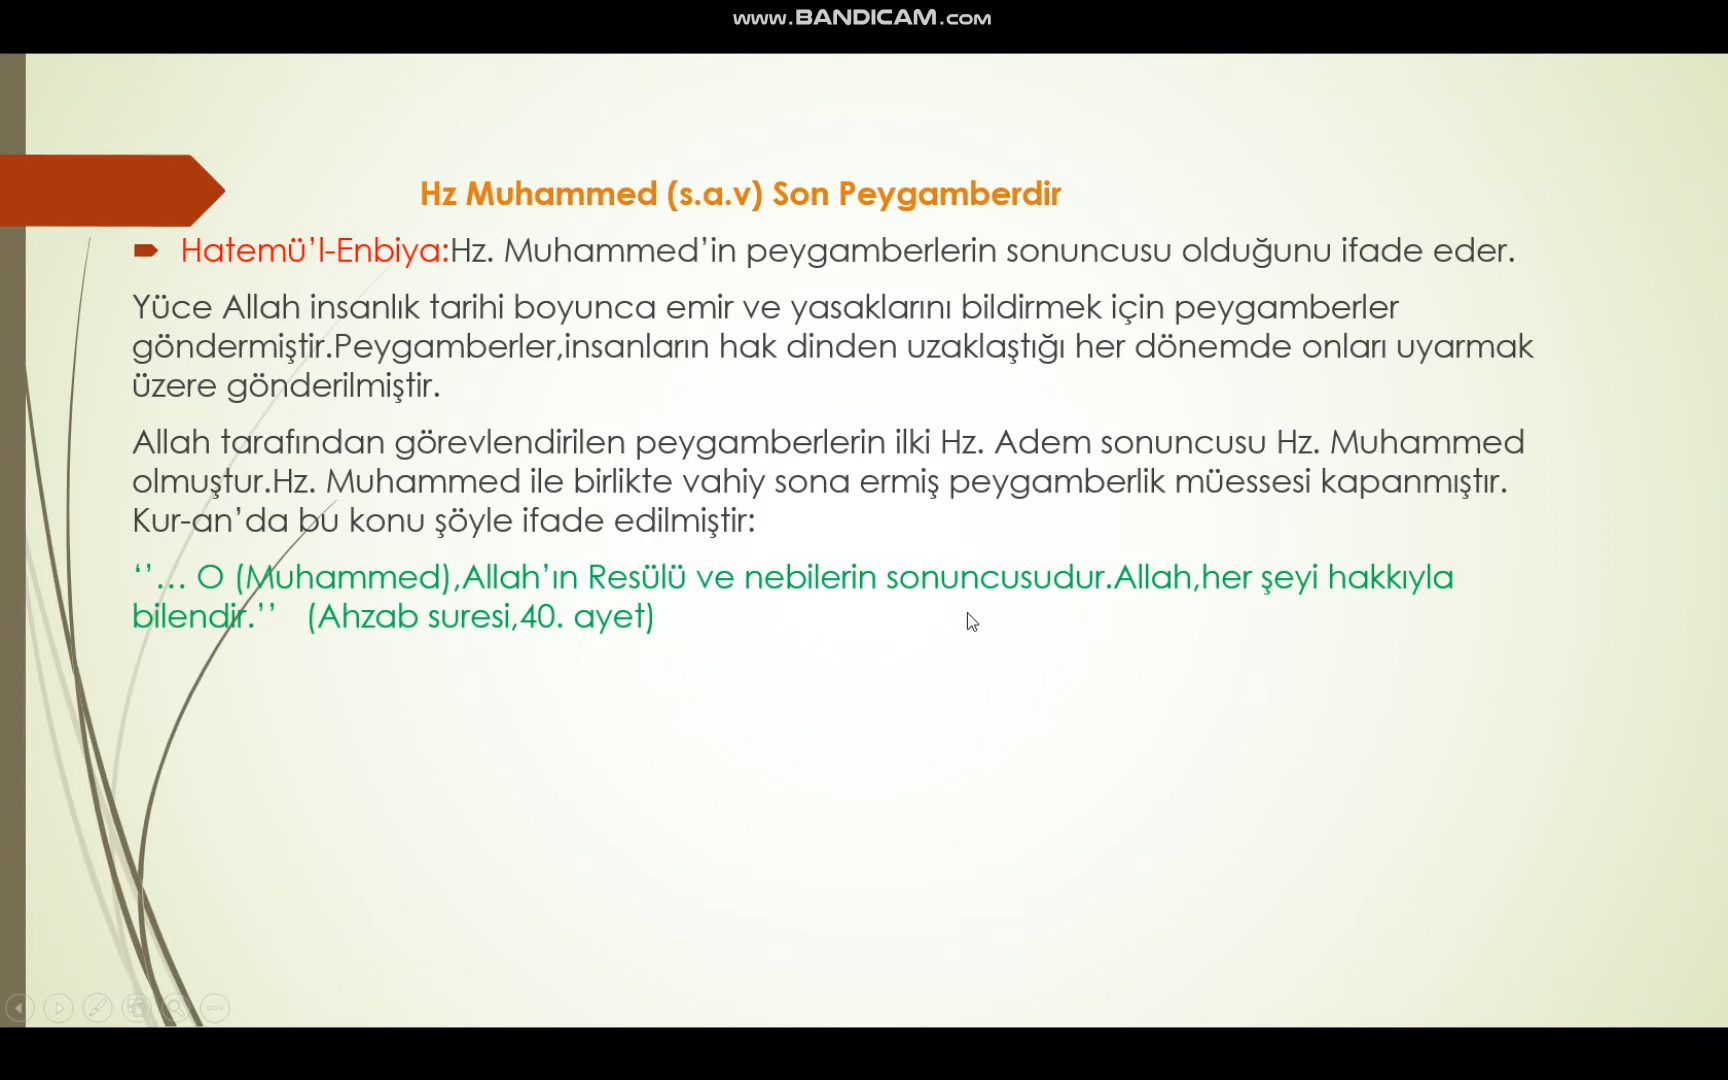 www.BANDICAM.com
Hz Muhammed (s.a.v) Son Peygamberdir
Hatemü’l-Enbiya:Hz. Muhammed’in peygamberlerin sonuncusu olduğunu ifade eder.
Yüce Allah insanlık tarihi boyunca emir ve yasaklarını bildirmek için peygamberler
göndermiştir.Peygamberler,insanların hak dinden uzaklaştığı her dönemde onları uyarmak
üzere gönderilmiştir.
Allah tarafından görevlendirilen peygamberlerin ilki Hz. Adem sonuncusu Hz. Muhammed
olmuştur.Hz. Muhammed ile birlikte vahiy sona ermiş peygamberlik müessesi kapanmıştır.
Kur-an’da bu konu şöyle ifade edilmiştir:
‘’… O (Muhammed),Allah’ın Resülü ve nebilerin sonuncusudur.Allah,her şeyi hakkıyla
bilendir.’’ (Ahzab suresi,40. ayet)